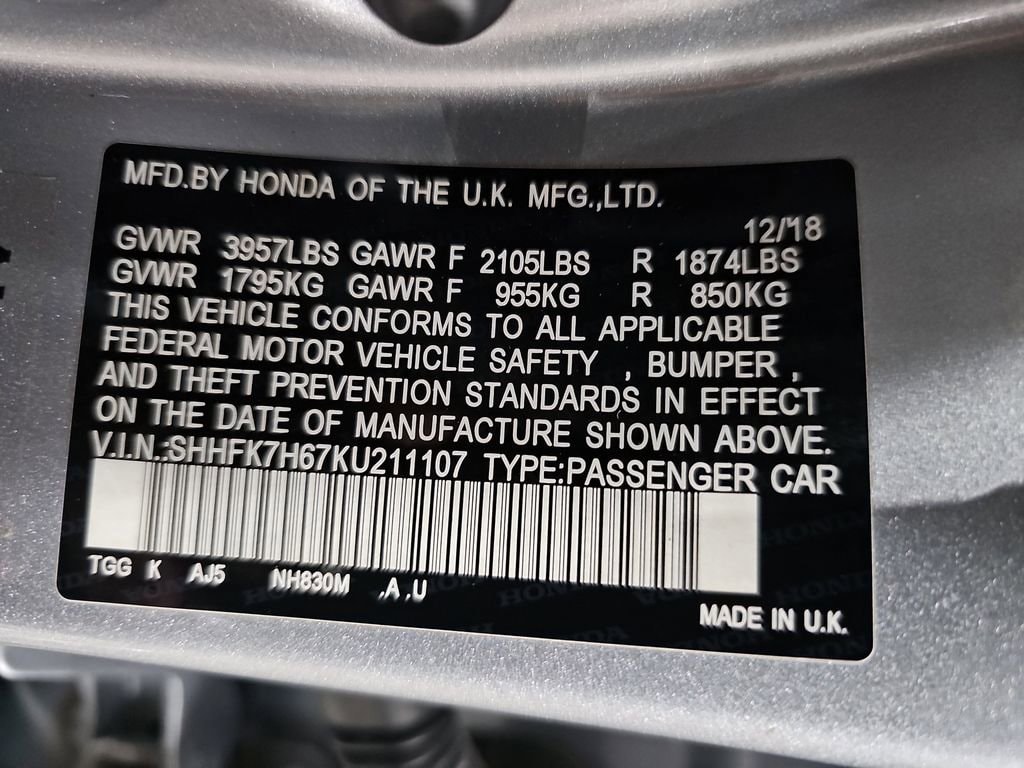 MFD.BY HONDA OF THE U.K. MFG.,LTD.
12/18
GVWR 3957LBS GAWR F 2105LBS R 1874LBS
GVWR 1795KG GAWR F 955KG R 850KG
THIS VEHICLE CONFORMS TO ALL APPLICABLE
FEDERAL MOTOR VEHICLE SAFETY , BUMPER ,
AND THEFT PREVENTION STANDARDS IN EFFECT
ON THE DATE OF MANUFACTURE SHOWN ABOVE.
V.I.N.:SHHFK7H67KU211107 TYPE:PASSENGER CAR
TGG K AJ5 NH830M ,A ,U
MADE IN U.K.